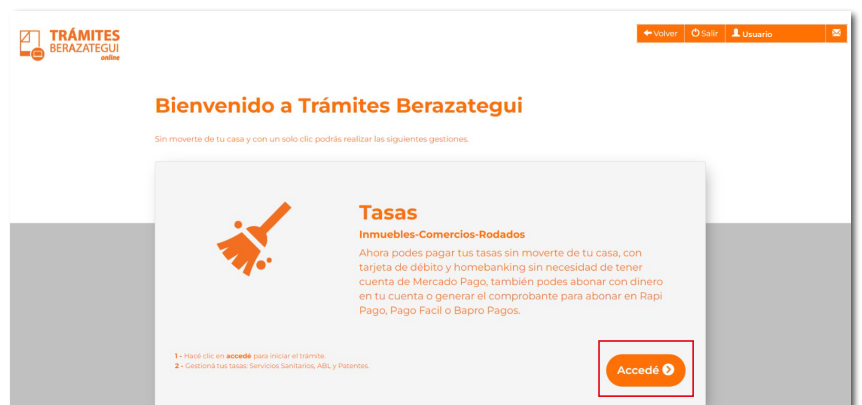 TRÁMITES
BERAZATEGUI
online
Volver Salir Usuario
Bienvenido a Trámites Berazategui
Sin moverte de tu casa y con un solo clic podrás realizar las siguientes gestiones.
Tasas
Inmuebles-Comercios-Rodados
Ahora podes pagar tus tasas sin moverte de tu casa, con
tarjeta de débito y homebanking sin necesidad de tener
cuenta de Mercado Pago, también podes abonar con dinero
en tu cuenta o generar el comprobante para abonar en Rapi
Pago, Pago Facil o Bapro Pagos.
1 - Hacé clic en accedé para iniciar el trámite.
2 - Gestioná tus tasas: Servicios Sanitarios, ABL y Patentes.
Accedé